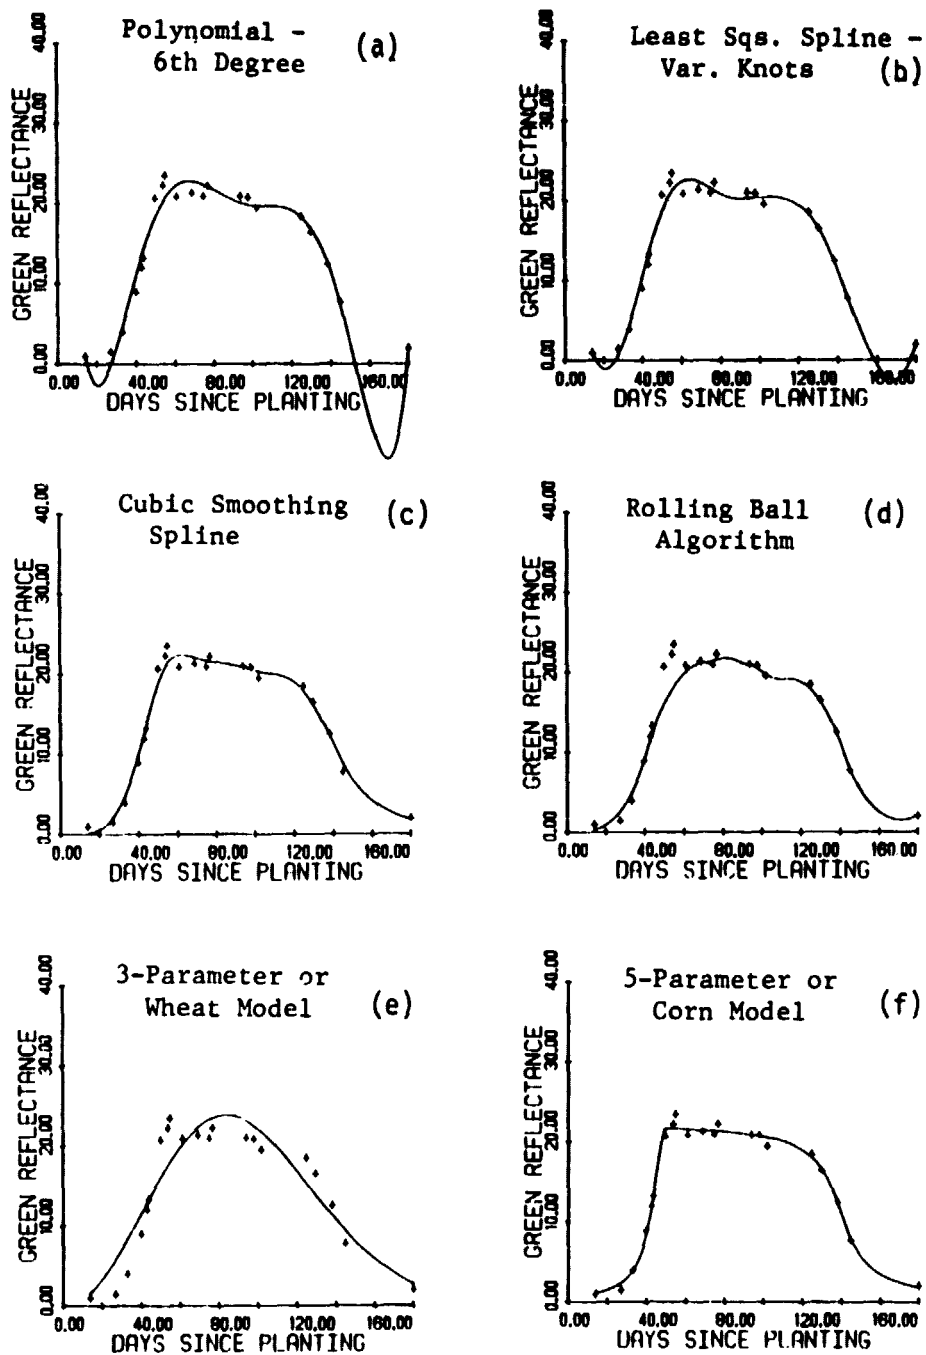 Polynomial -
6th Degree
(a)
GREEN REFLECTANCE
0.00 10.00 20.00 30.00 40.00
0.00 40.00 80.00 120.00 160.00
DAYS SINCE PLANTING
Least Sqs. Spline -
Var. Knots
(b)
GREEN REFLECTANCE
0.00 10.00 20.00 30.00 40.00
0.00 40.00 80.00 120.00 160.00
DAYS SINCE PLANTING
Cubic Smoothing
Spline
(c)
GREEN REFLECTANCE
0.00 10.00 20.00 30.00 40.00
0.00 40.00 80.00 120.00 160.00
DAYS SINCE PLANTING
Rolling Ball
Algorithm
(d)
GREEN REFLECTANCE
0.00 10.00 20.00 30.00 40.00
0.00 40.00 80.00 120.00 160.00
DAYS SINCE PLANTING
3-Parameter or
Wheat Model
(e)
GREEN REFLECTANCE
0.00 10.00 20.00 30.00 40.00
0.00 40.00 80.00 120.00 160.00
DAYS SINCE PLANTING
5-Parameter or
Corn Model
(f)
GREEN REFLECTANCE
0.00 10.00 20.00 30.00 40.00
0.00 40.00 80.00 120.00 160.00
DAYS SINCE PLANTING